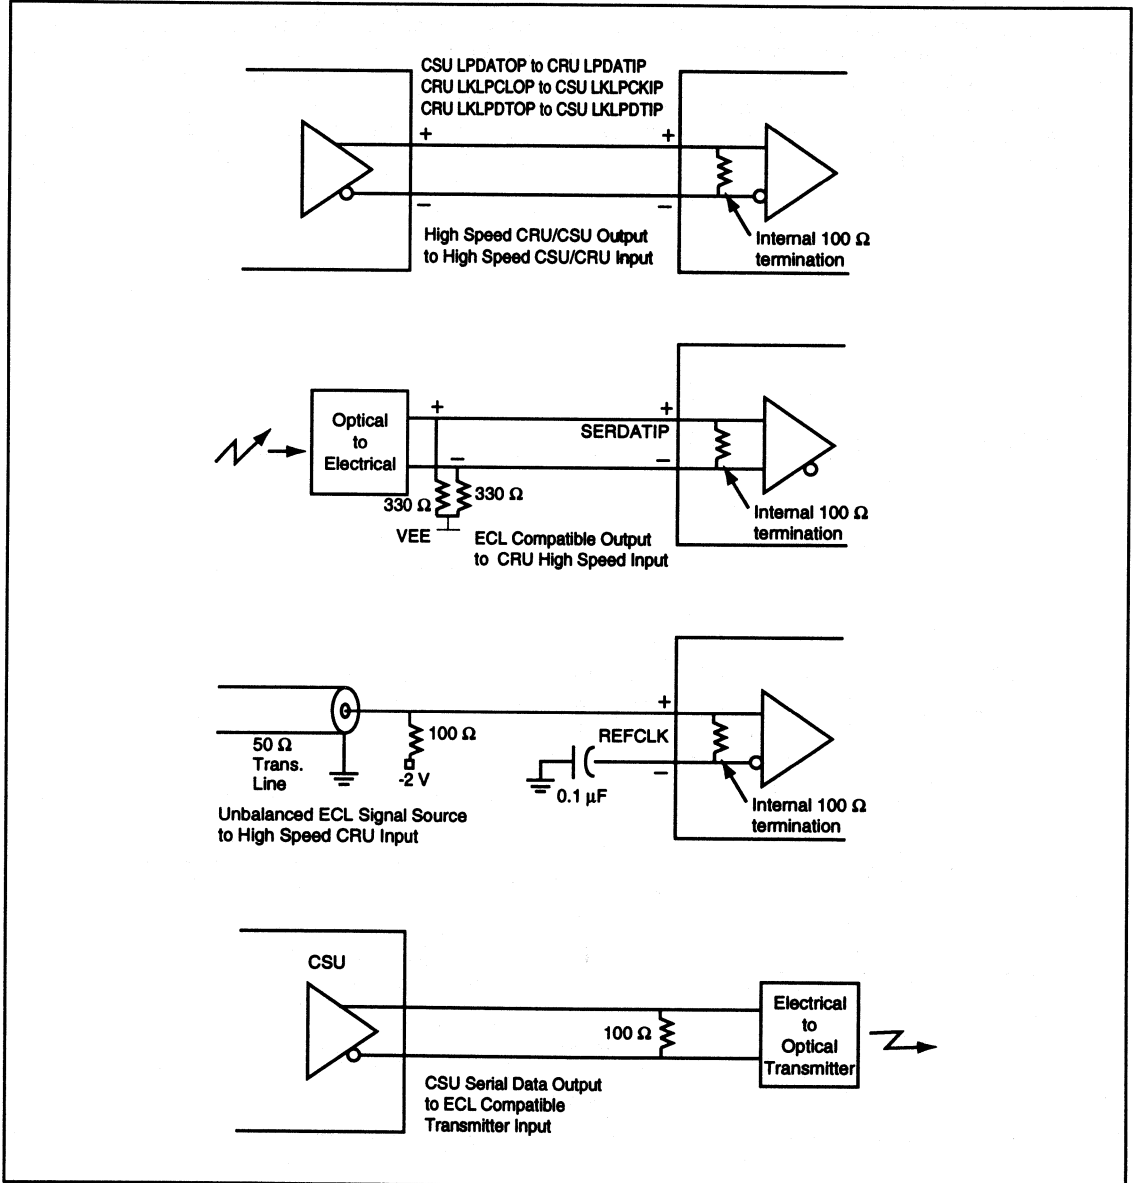 CSU LPDATOP to CRU LPDATIP
CRU LKLPCLOP to CSU LKLPCKIP
CRU LKLPDTOP to CSU LKLPDTIP
+
+
−
−
High Speed CRU/CSU Output
to High Speed CSU/CRU Input
Internal 100 Ω
termination
Optical
to
Electrical
+
−
330 Ω
330 Ω
VEE
+
SERDATIP
−
ECL Compatible Output
to CRU High Speed Input
Internal 100 Ω
termination
50 Ω
Trans.
Line
100 Ω
-2 V
+
REFCLK
−
0.1 µF
Unbalanced ECL Signal Source
to High Speed CRU Input
Internal 100 Ω
termination
CSU
100 Ω
Electrical
to
Optical
Transmitter
CSU Serial Data Output
to ECL Compatible
Transmitter Input